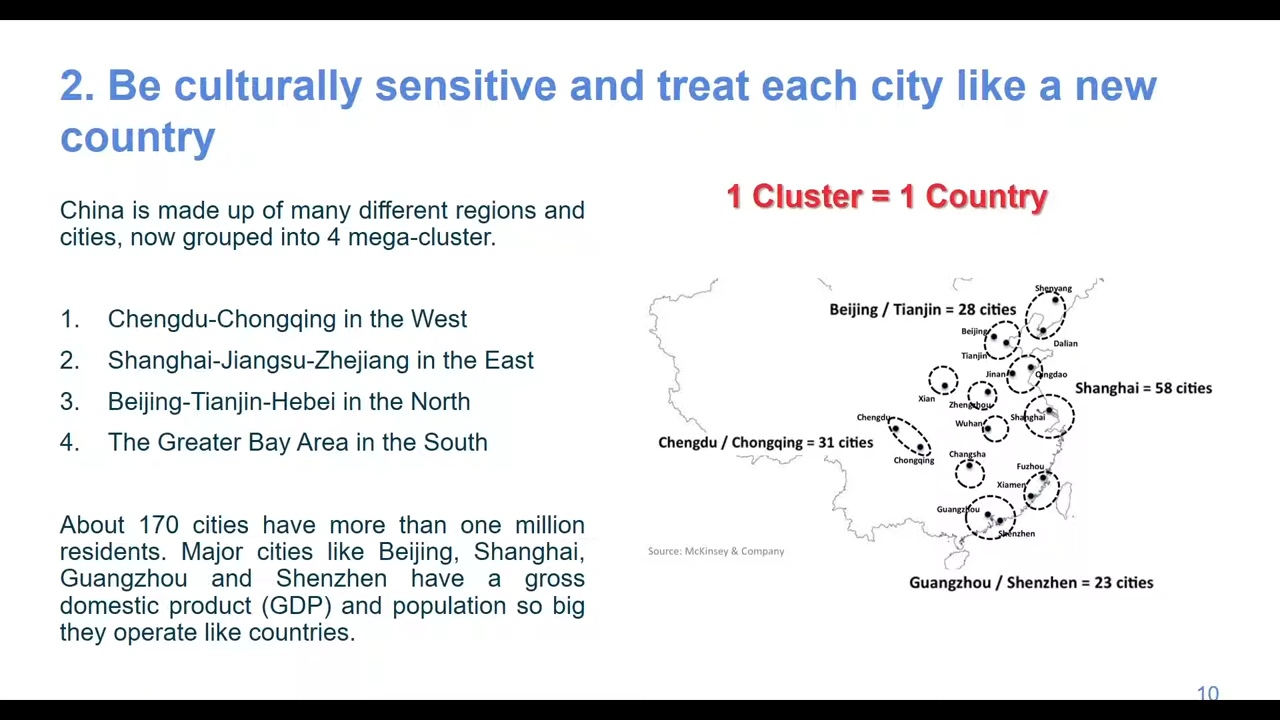 2. Be culturally sensitive and treat each city like a new
country
China is made up of many different regions and
cities, now grouped into 4 mega-cluster.
1. Chengdu-Chongqing in the West
2. Shanghai-Jiangsu-Zhejiang in the East
3. Beijing-Tianjin-Hebei in the North
4. The Greater Bay Area in the South
About 170 cities have more than one million
residents. Major cities like Beijing, Shanghai,
Guangzhou and Shenzhen have a gross
domestic product (GDP) and population so big
they operate like countries.
1 Cluster = 1 Country
Shenyang
Beijing / Tianjin = 28 cities
Beijing
Dalian
Tianjin
Jinan
Qingdao
Shanghai = 58 cities
Xian
Zhengzhou
Chengdu
Shanghai
Wuhan
Chengdu / Chongqing = 31 cities
Changsha
Chongqing
Fuzhou
Xiamen
Guangzhou
Shenzhen
Source: McKinsey & Company
Guangzhou / Shenzhen = 23 cities
10